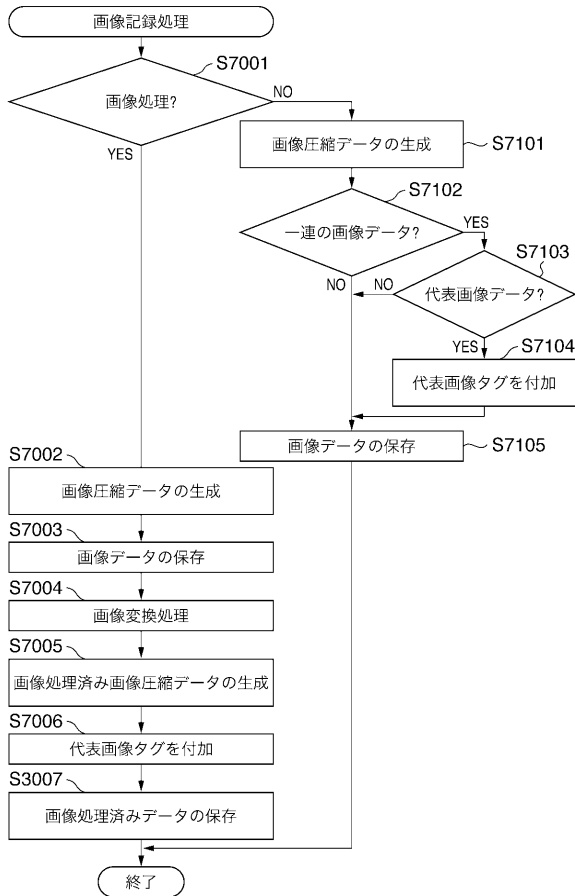 画像記録処理
S7001
画像処理?
NO
YES
画像圧縮データの生成
S7101
S7102
一連の画像データ?
YES
NO
S7103
代表画像データ?
NO
YES
S7104
代表画像タグを付加
画像データの保存
S7105
S7002
画像圧縮データの生成
S7003
画像データの保存
S7004
画像変換処理
S7005
画像処理済み画像圧縮データの生成
S7006
代表画像タグを付加
S3007
画像処理済みデータの保存
終了